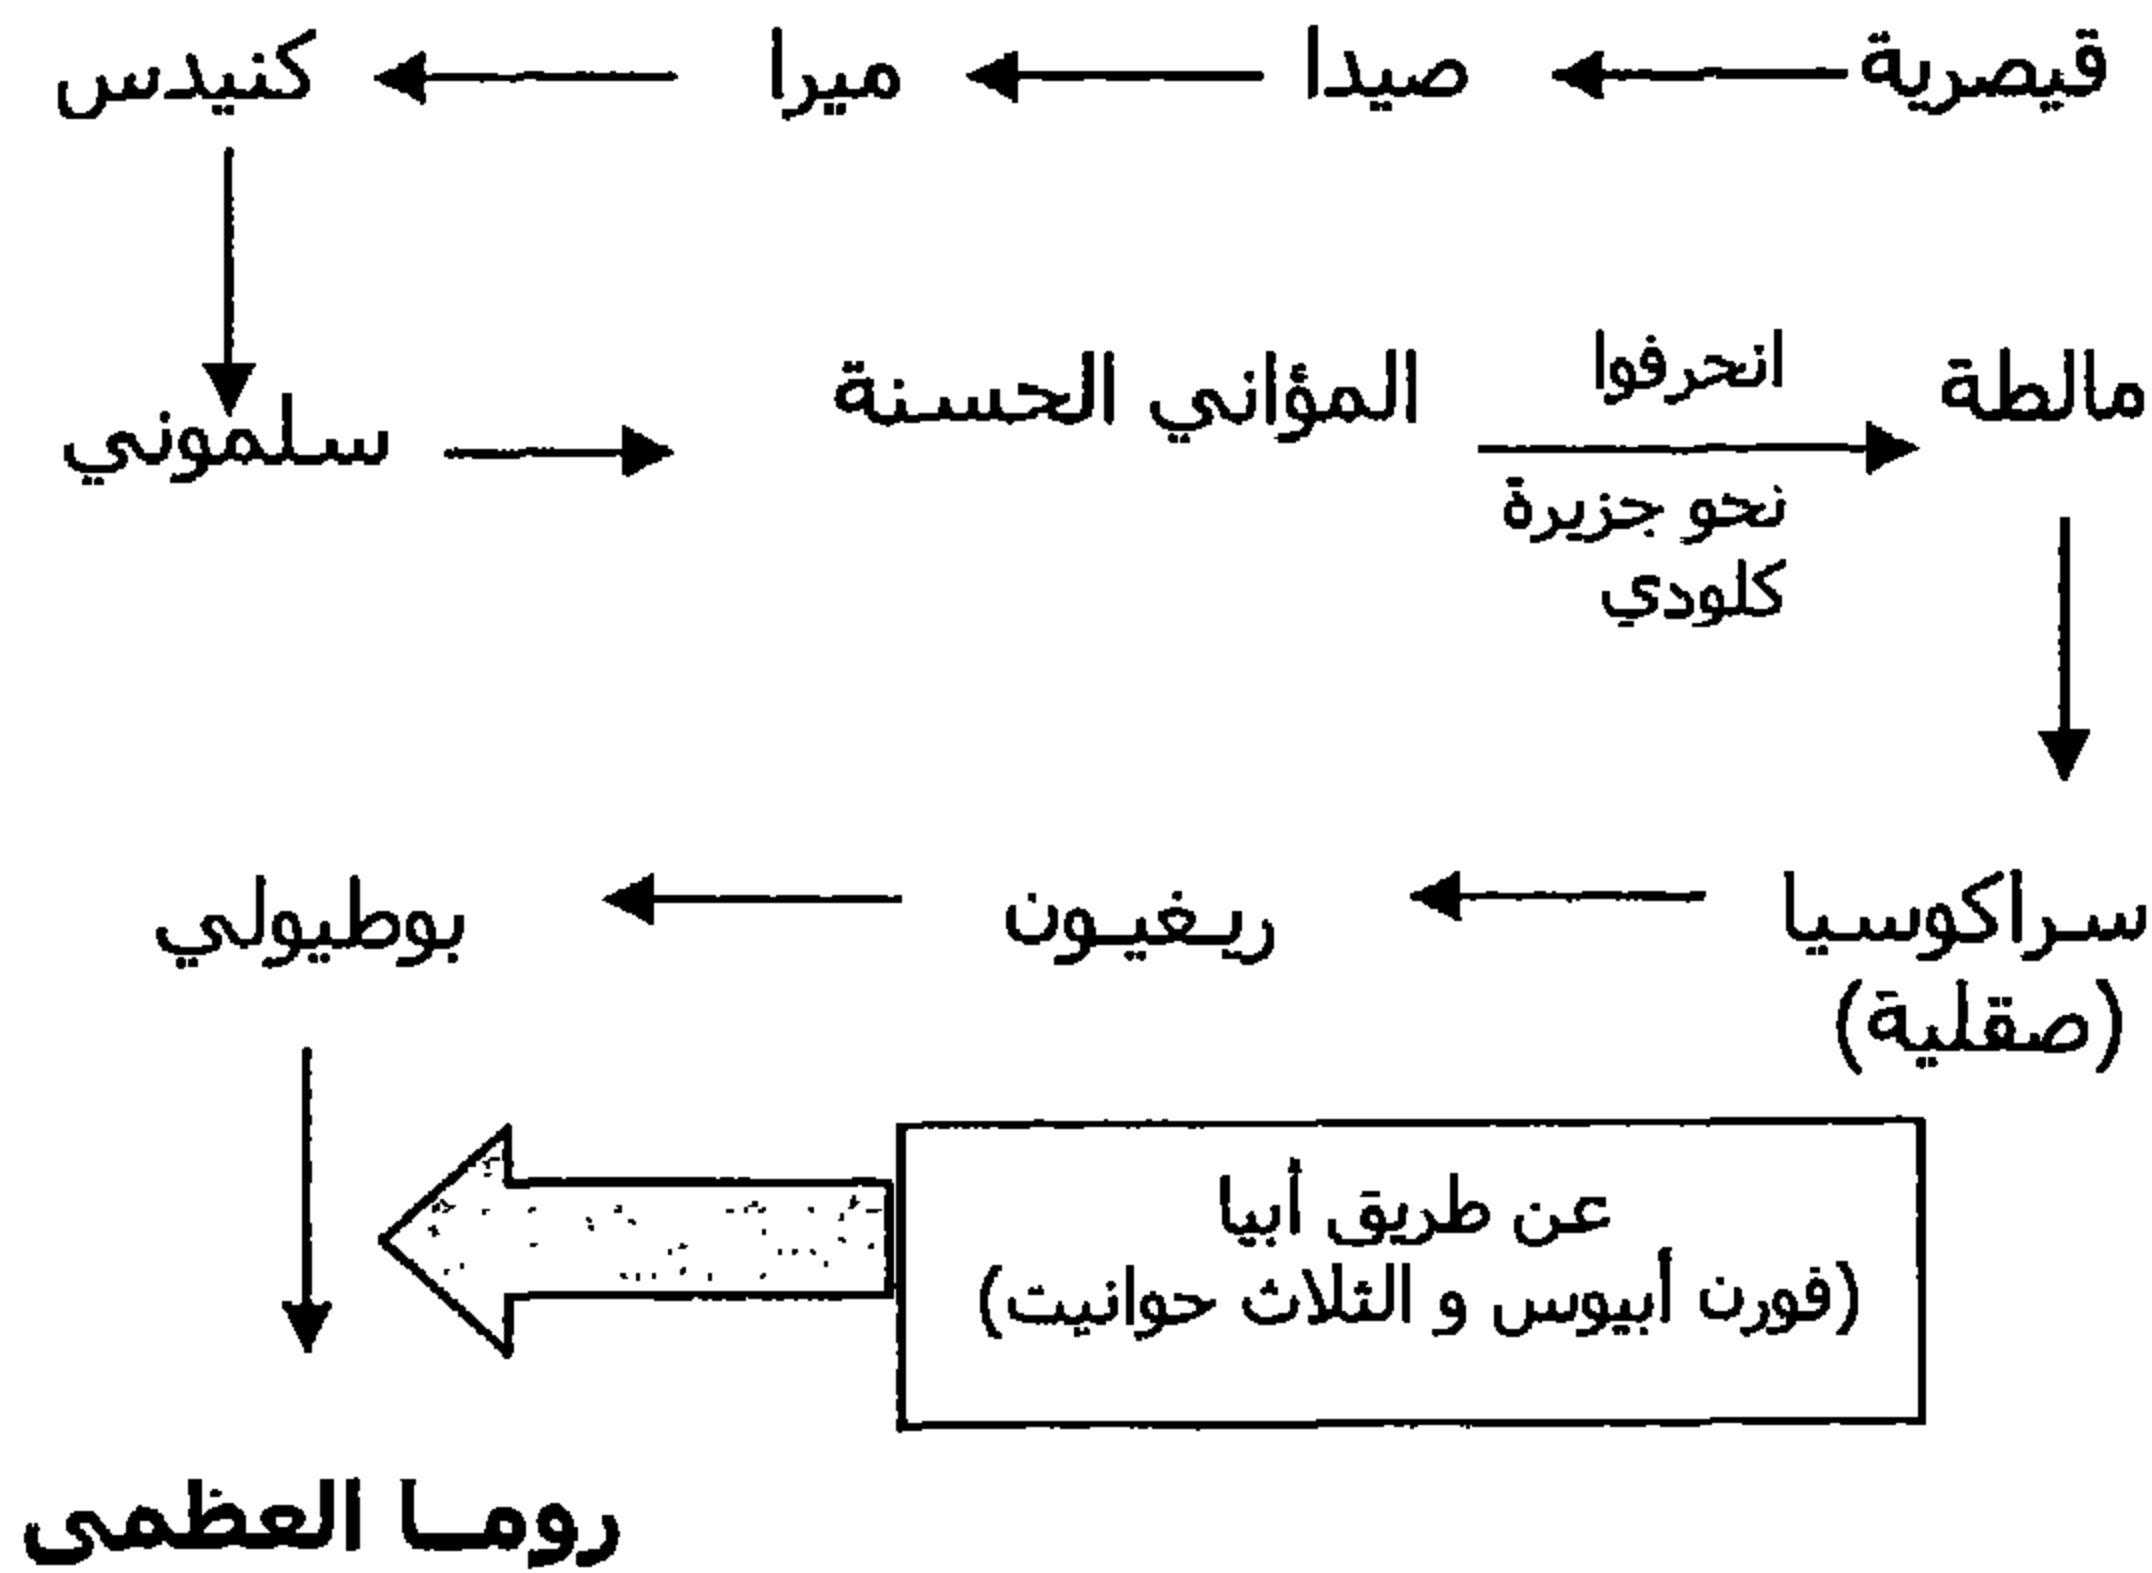 قيصرية
صيدا
ميرا
كنيدس
سلموني
المؤاني الحسنة
انحرفوا
نحو جزيرة
كلودي
مالطة
سراكوسيا
(صقلية)
ريغيون
بوطيولي
عن طريق أبيا
(فورن أبيوس و الثلاث حوانيت)
روما العظمى